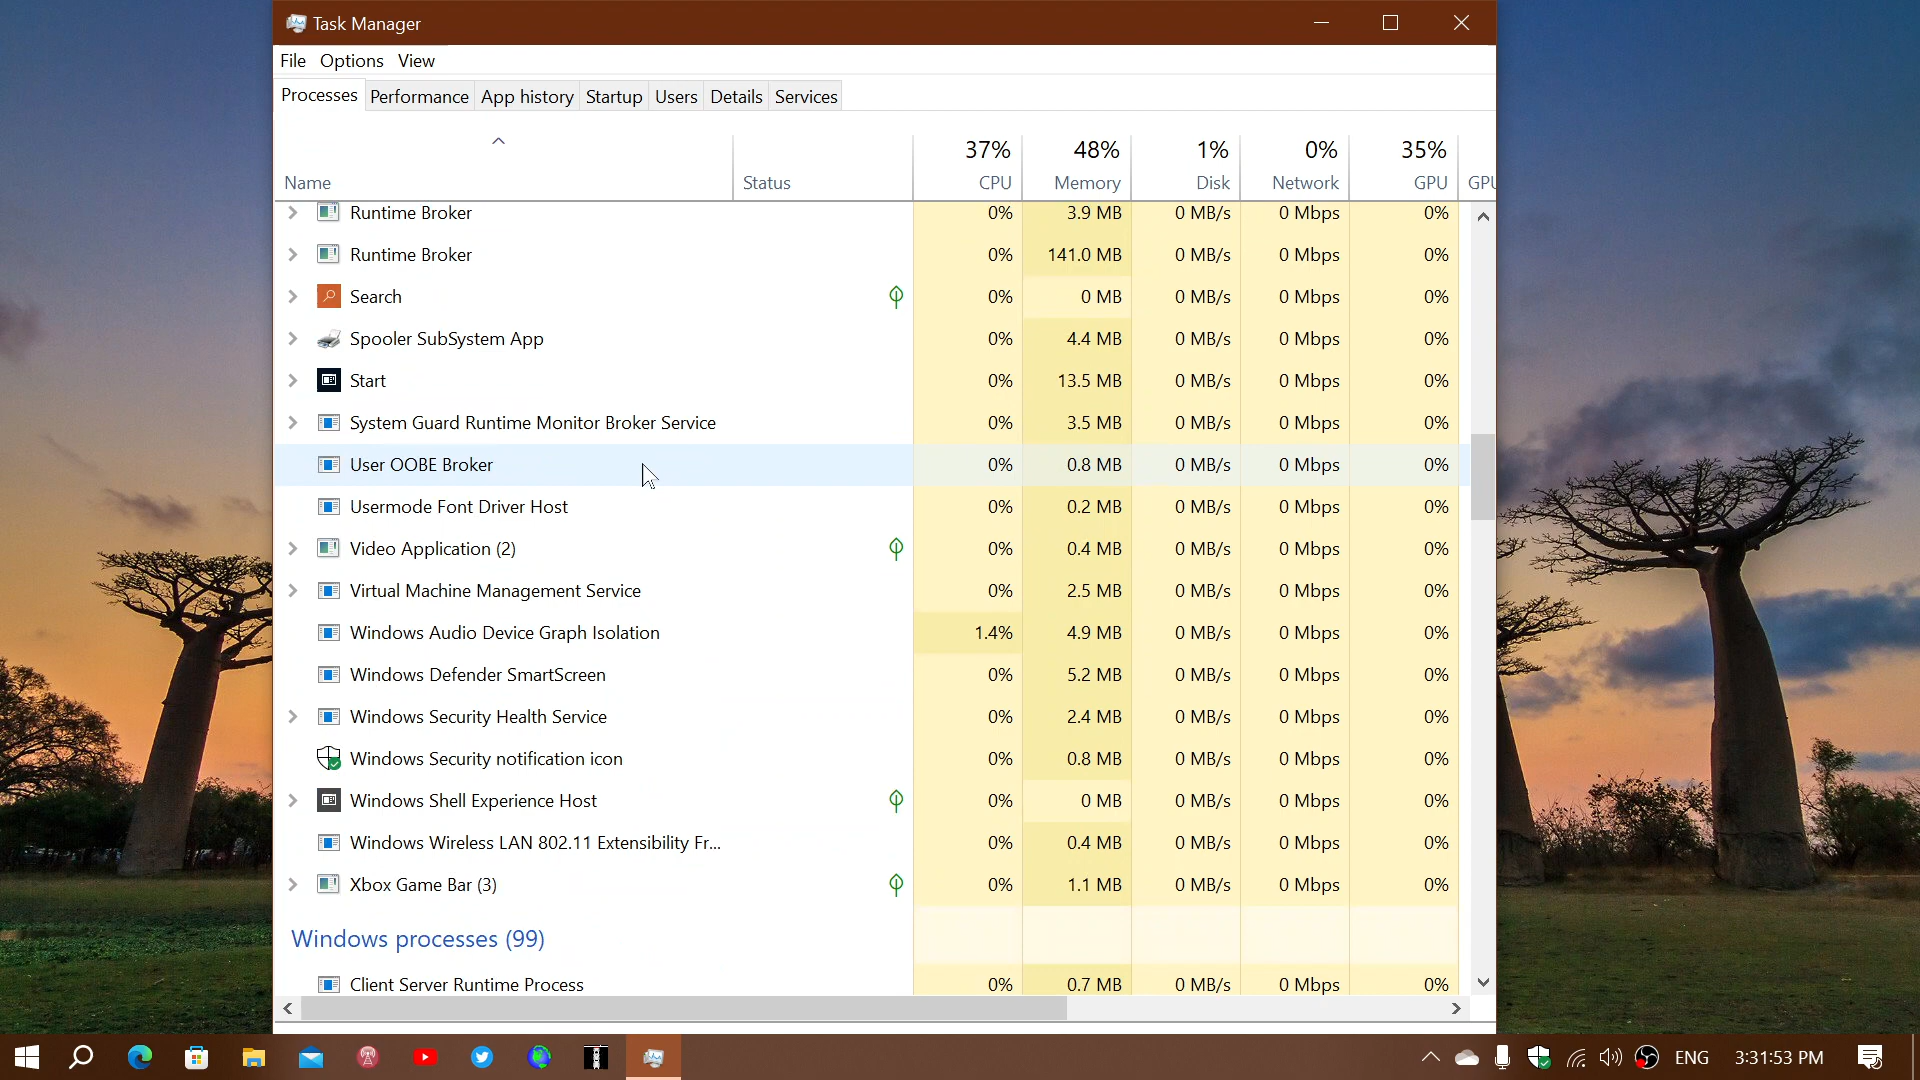 Task Manager
File Options View
Processes Performance App history Startup Users Details Services
37% 48% 1% 0% 35%
Name Status CPU Memory Disk Network GPU GPU
Runtime Broker 0% 3.9 MB 0 MB/s 0 Mbps 0%
Runtime Broker 0% 141.0 MB 0 MB/s 0 Mbps 0%
Search 0% 0 MB 0 MB/s 0 Mbps 0%
Spooler SubSystem App 0% 4.4 MB 0 MB/s 0 Mbps 0%
Start 0% 13.5 MB 0 MB/s 0 Mbps 0%
System Guard Runtime Monitor Broker Service 0% 3.5 MB 0 MB/s 0 Mbps 0%
User OOBE Broker 0% 0.8 MB 0 MB/s 0 Mbps 0%
Usermode Font Driver Host 0% 0.2 MB 0 MB/s 0 Mbps 0%
Video Application (2) 0% 0.4 MB 0 MB/s 0 Mbps 0%
Virtual Machine Management Service 0% 2.5 MB 0 MB/s 0 Mbps 0%
Windows Audio Device Graph Isolation 1.4% 4.9 MB 0 MB/s 0 Mbps 0%
Windows Defender SmartScreen 0% 5.2 MB 0 MB/s 0 Mbps 0%
Windows Security Health Service 0% 2.4 MB 0 MB/s 0 Mbps 0%
Windows Security notification icon 0% 0.8 MB 0 MB/s 0 Mbps 0%
Windows Shell Experience Host 0% 0 MB 0 MB/s 0 Mbps 0%
Windows Wireless LAN 802.11 Extensibility Fr... 0% 0.4 MB 0 MB/s 0 Mbps 0%
Xbox Game Bar (3) 0% 1.1 MB 0 MB/s 0 Mbps 0%
Windows processes (99)
Client Server Runtime Process 0% 0.7 MB 0 MB/s 0 Mbps 0%
ENG 3:31:53 PM